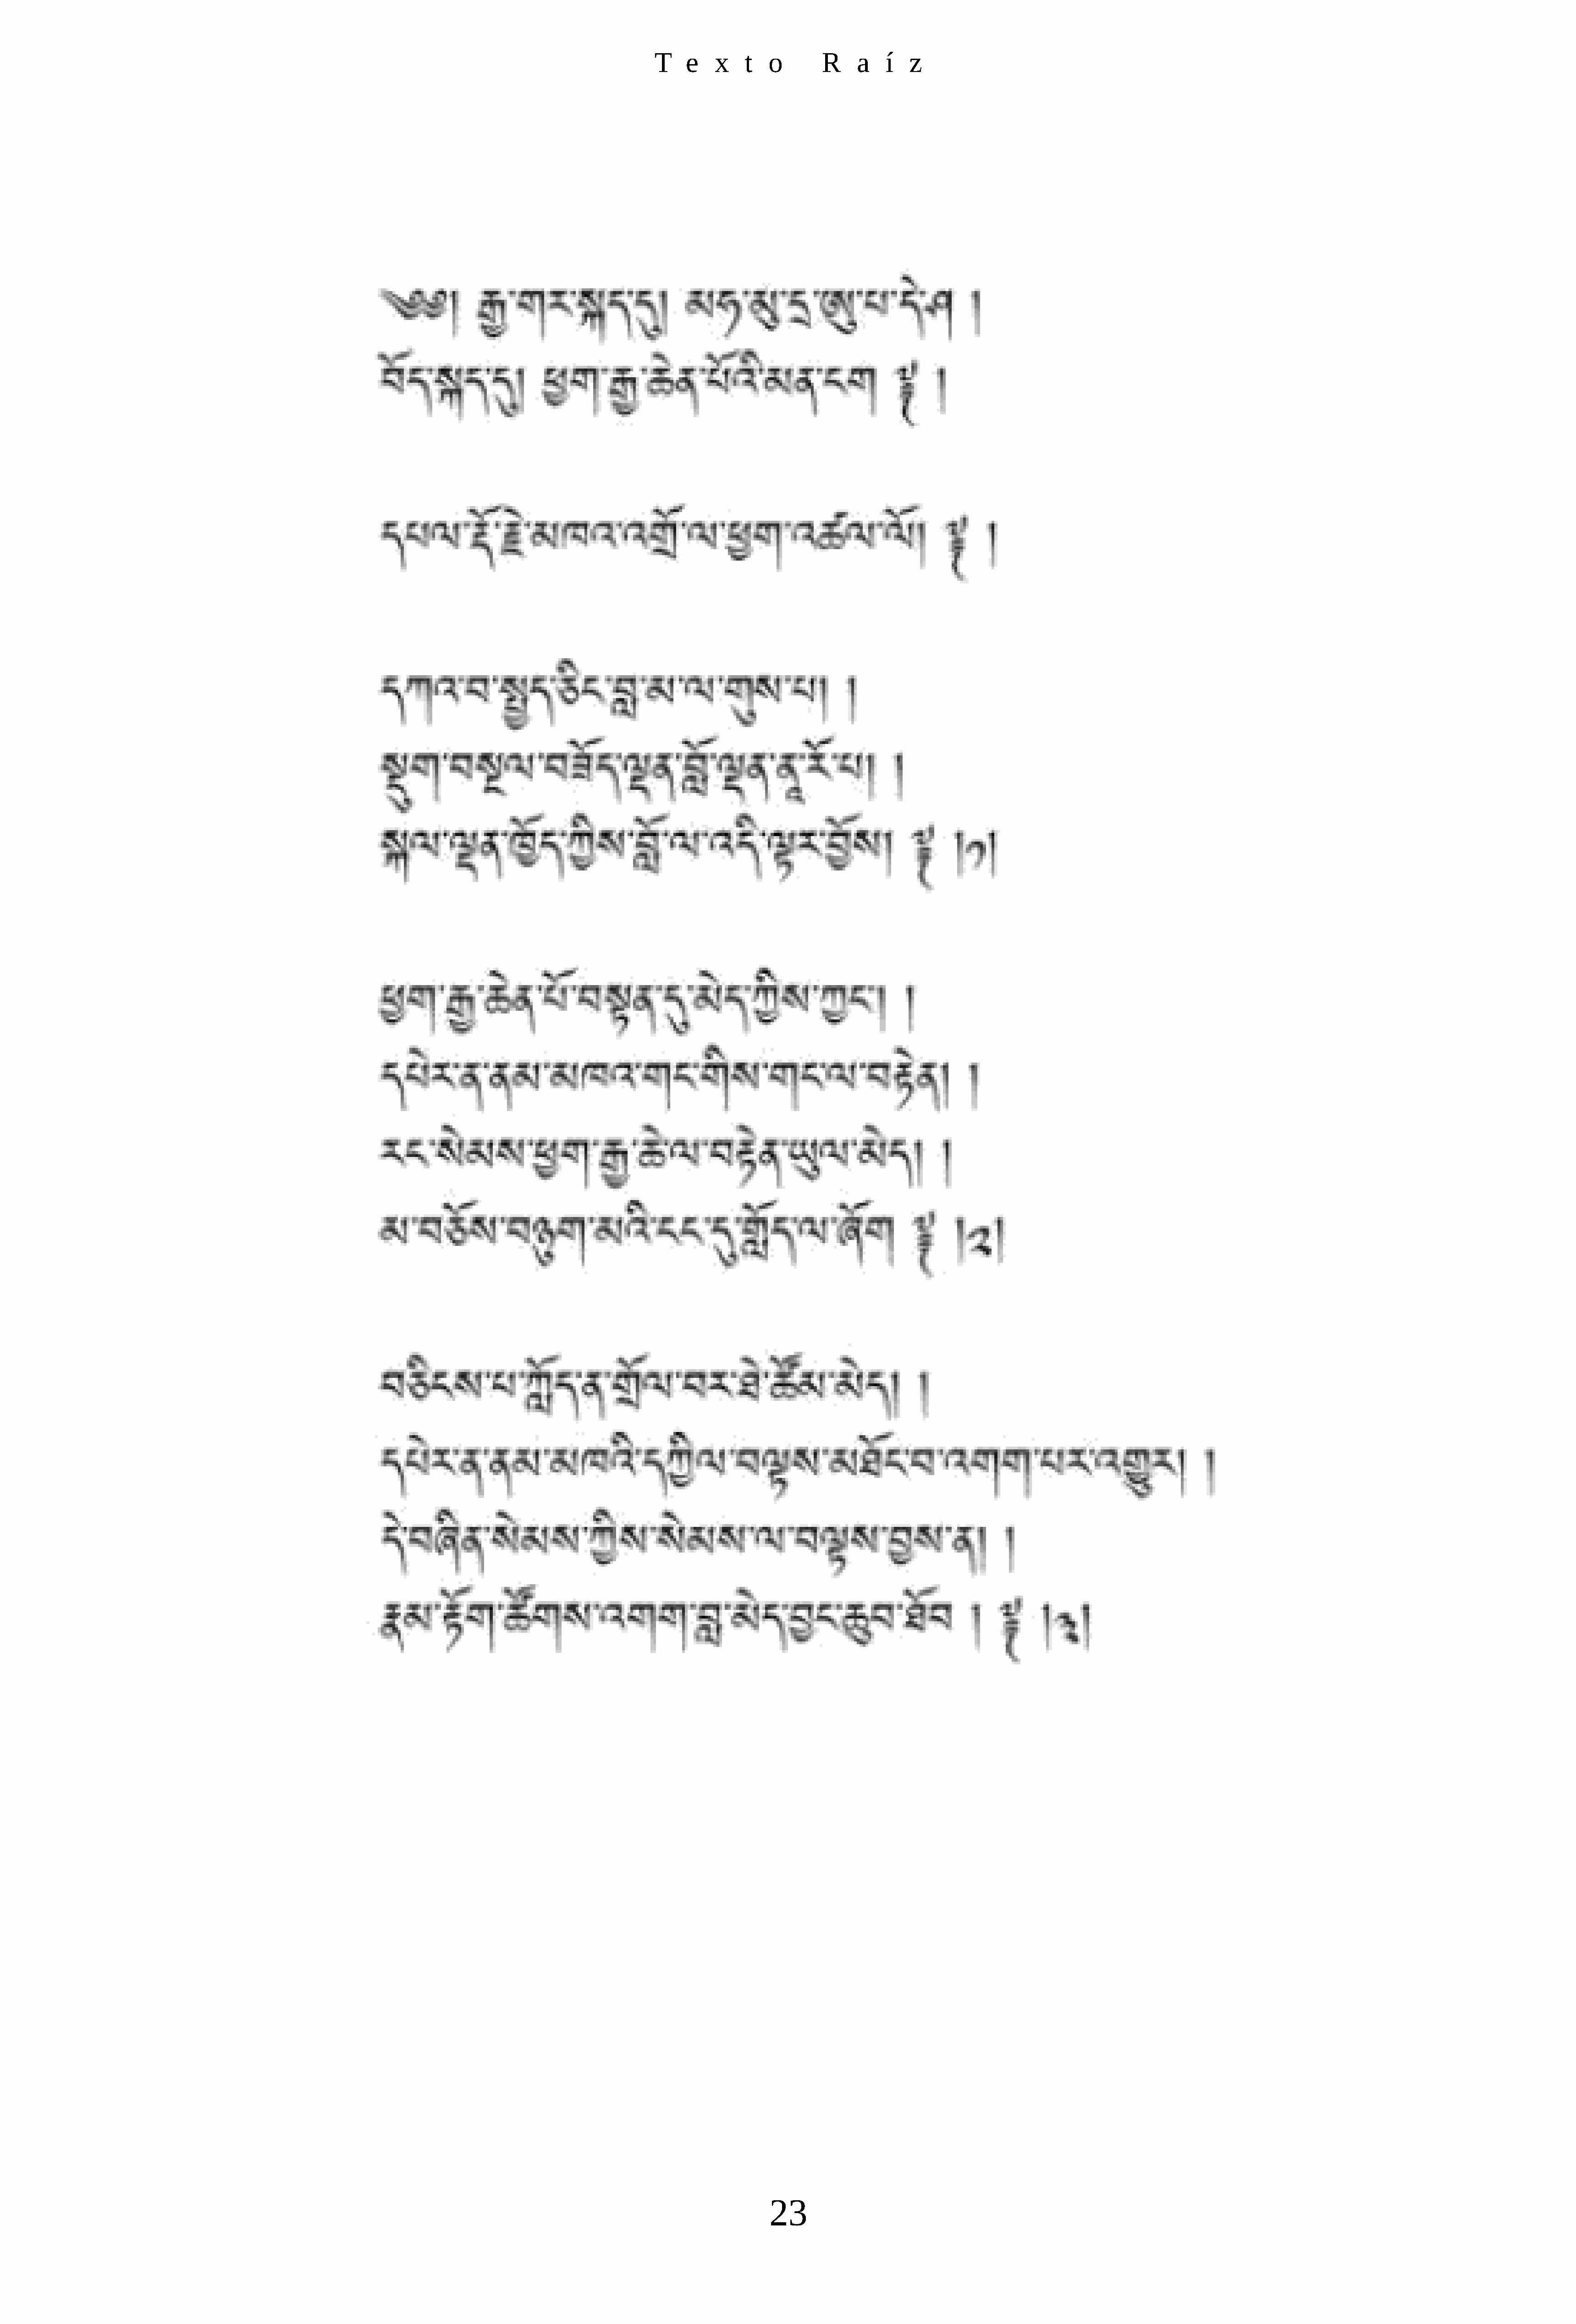 Texto Raíz
༄༅། རྒྱ་གར་སྐད་དུ། མཧ་མུ་དྲ་ཨུ་པ་དེ་ཤ །
བོད་སྐད་དུ། ཕྱག་རྒྱ་ཆེན་པོའི་མན་ངག ༈ །
དཔལ་རྡོ་རྗེ་མཁའ་འགྲོ་ལ་ཕྱག་འཚལ་ལོ། ༈ །
དཀའ་བ་སྤྱད་ཅིང་བླ་མ་ལ་གུས་པ། །
སྡུག་བསྔལ་བཟོད་ལྡན་བློ་ལྡན་ནཱ་རོ་པ། །
སྐལ་ལྡན་ཁྱོད་ཀྱིས་བློ་ལ་འདི་ལྟར་བྱོས། ༈ །༡།
ཕྱག་རྒྱ་ཆེན་པོ་བསྟན་དུ་མེད་ཀྱིས་ཀྱང་། །
དཔེར་ན་ནམ་མཁའ་གང་གིས་གང་ལ་བརྟེན། །
རང་སེམས་ཕྱག་རྒྱ་ཆེ་ལ་བརྟེན་ཡུལ་མེད། །
མ་བཅོས་གཉུག་མའི་ངང་དུ་གློད་ལ་ཞོག ༈ །༢།
བཅིངས་པ་ཀློད་ན་གྲོལ་བར་ཐེ་ཚོམ་མེད། །
དཔེར་ན་ནམ་མཁའི་དཀྱིལ་བལྟས་མཐོང་བ་འགག་པར་འགྱུར། །
དེ་བཞིན་སེམས་ཀྱིས་སེམས་ལ་བལྟས་བྱས་ན། །
རྣམ་རྟོག་ཚོགས་འགག་བླ་མེད་བྱང་ཆུབ་ཐོབ ། ༈ །༣།
23